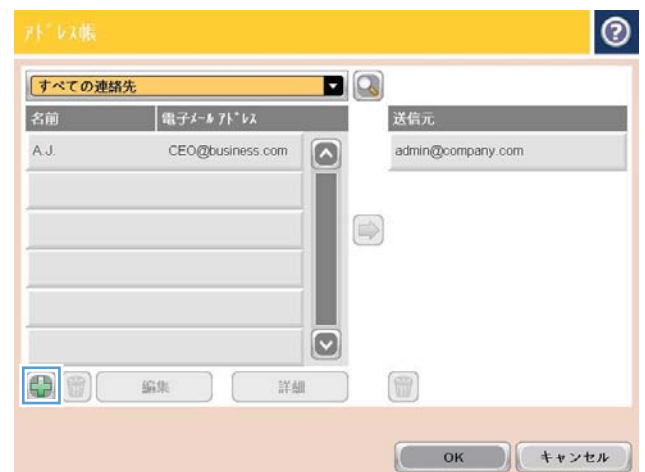 アドレス帳
すべての連絡先
名前 電子メール アドレス 送信元
A.J. CEO@business.com admin@company.com
編集 詳細
OK キャンセル